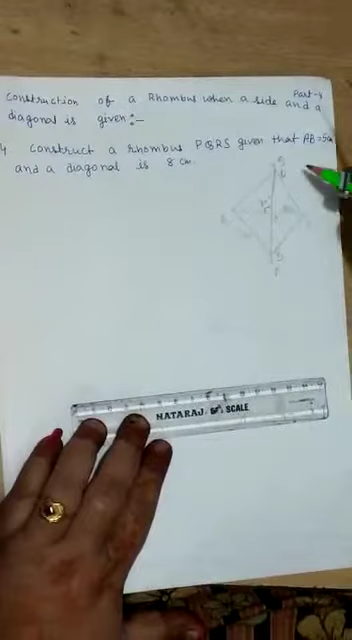 Part-4
Construction of a Rhombus when a side and a
diagonal is given:-
Construct a rhombus PQRS given that AB=5cm
and a diagonal is 8 cm.
NATARAJ SCALE